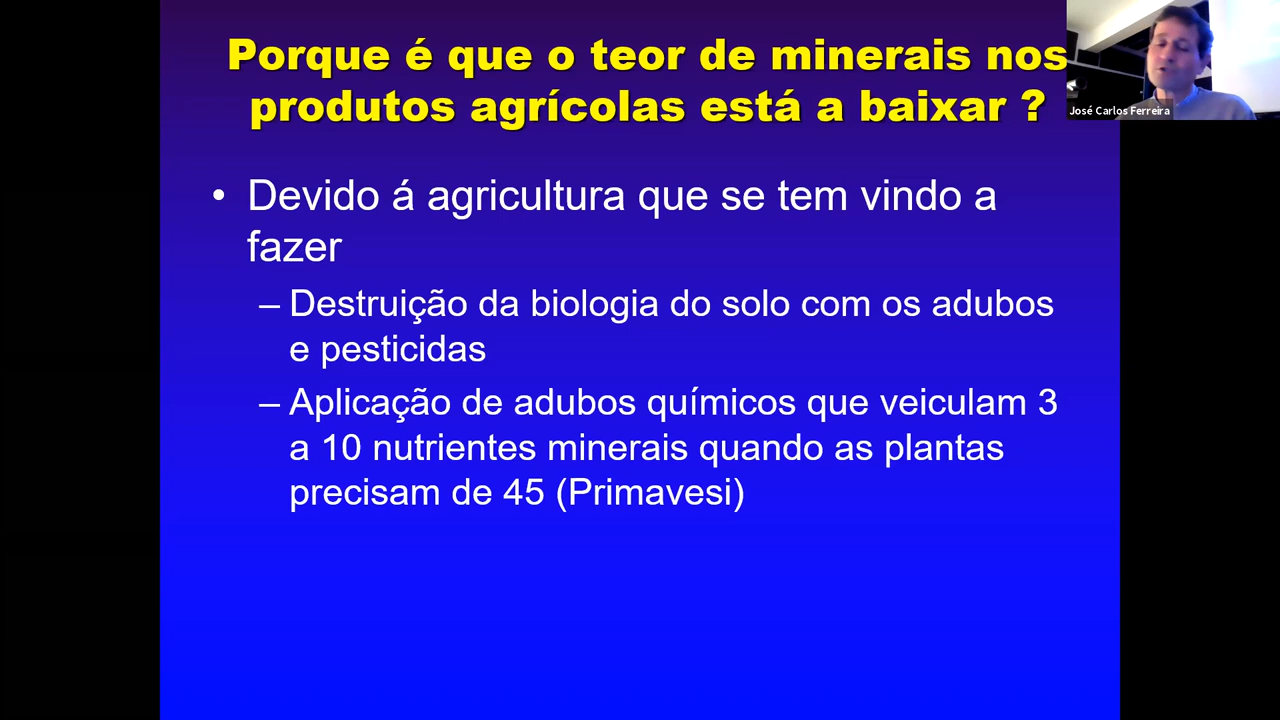 Porque é que o teor de minerais nos
produtos agrícolas está a baixar ?
José Carlos Ferreira
• Devido á agricultura que se tem vindo a
fazer
– Destruição da biologia do solo com os adubos
e pesticidas
– Aplicação de adubos químicos que veiculam 3
a 10 nutrientes minerais quando as plantas
precisam de 45 (Primavesi)